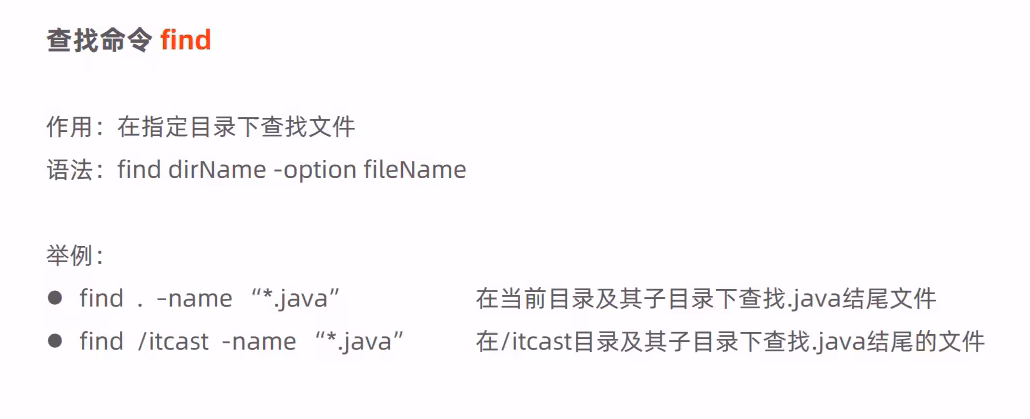 查找命令 find
作用：在指定目录下查找文件
语法：find dirName -option fileName
举例：
● find . –name “*.java” 在当前目录及其子目录下查找.java结尾文件
● find /itcast -name “*.java” 在/itcast目录及其子目录下查找.java结尾的文件